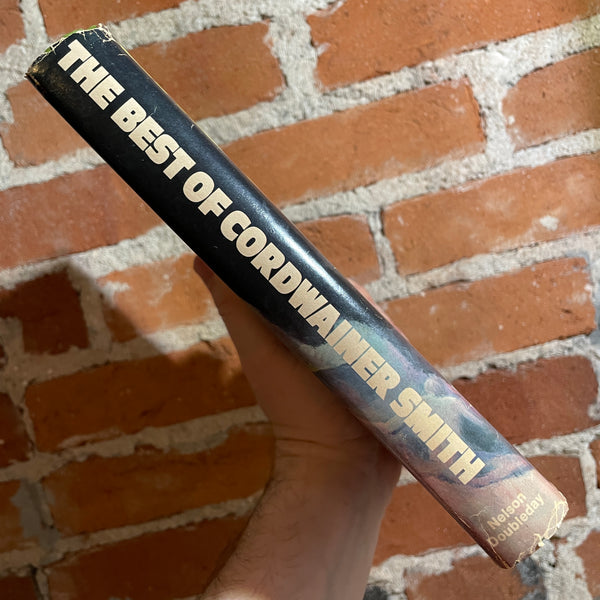 THE BEST OF CORDWAINER SMITH
Nelson
Doubleday